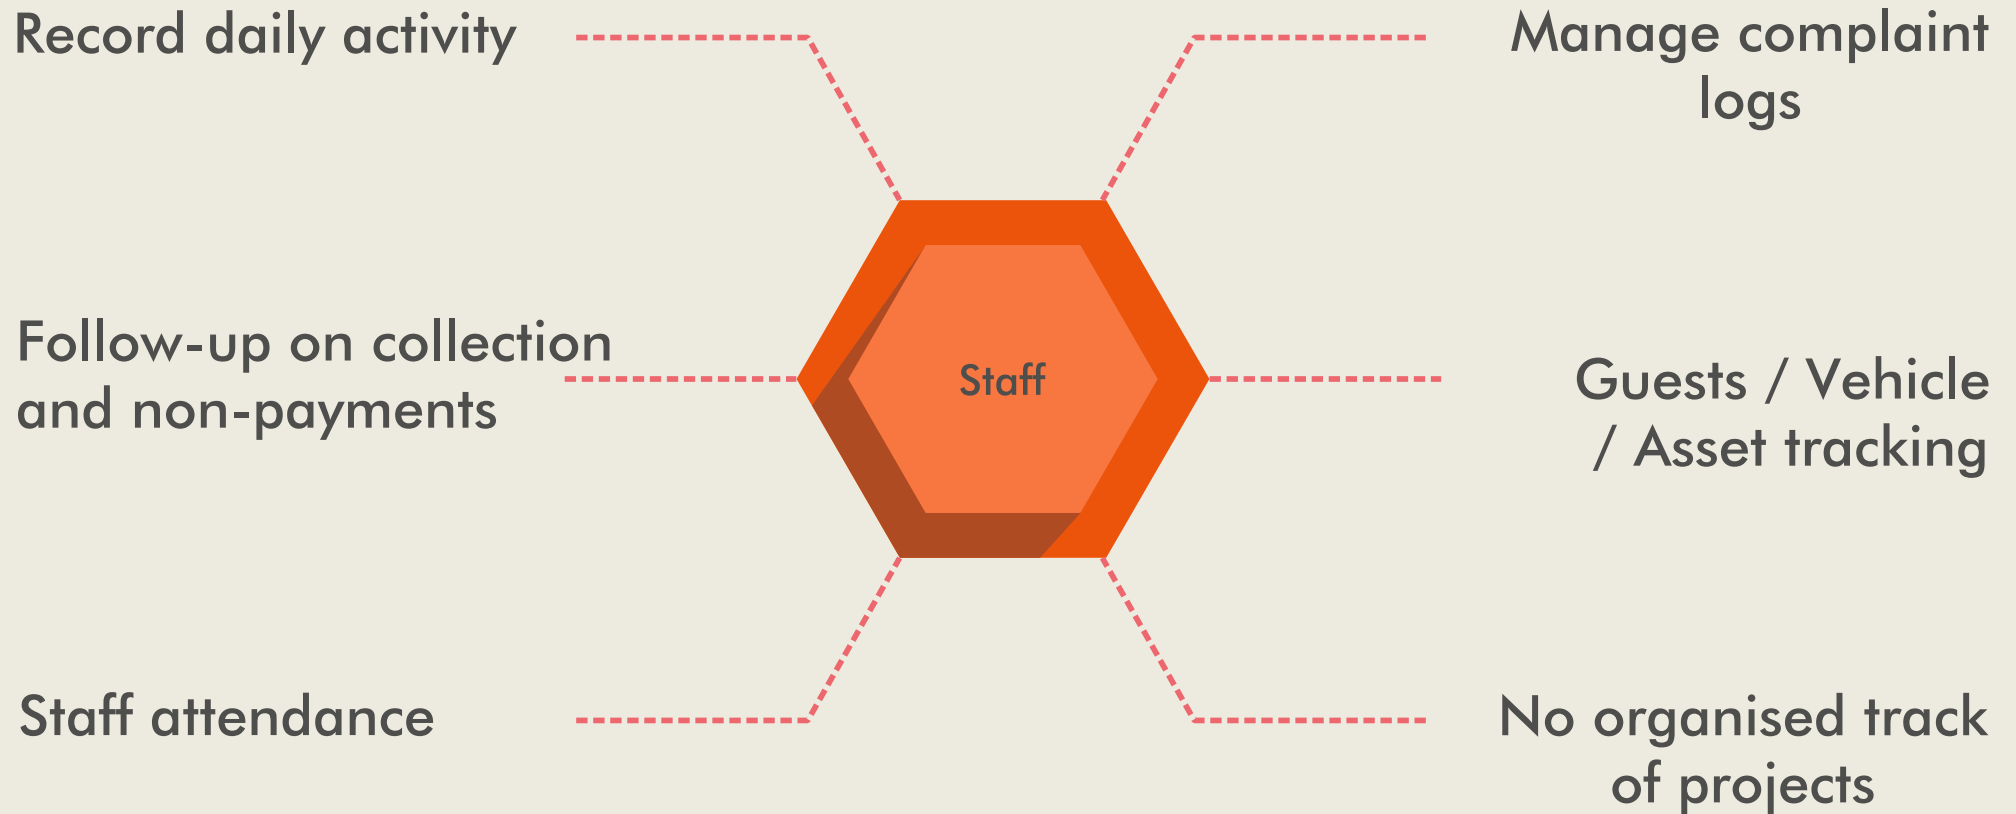 Record daily activity
Manage complaint
logs
Follow-up on collection
and non-payments
Staff
Guests / Vehicle
/ Asset tracking
Staff attendance
No organised track
of projects